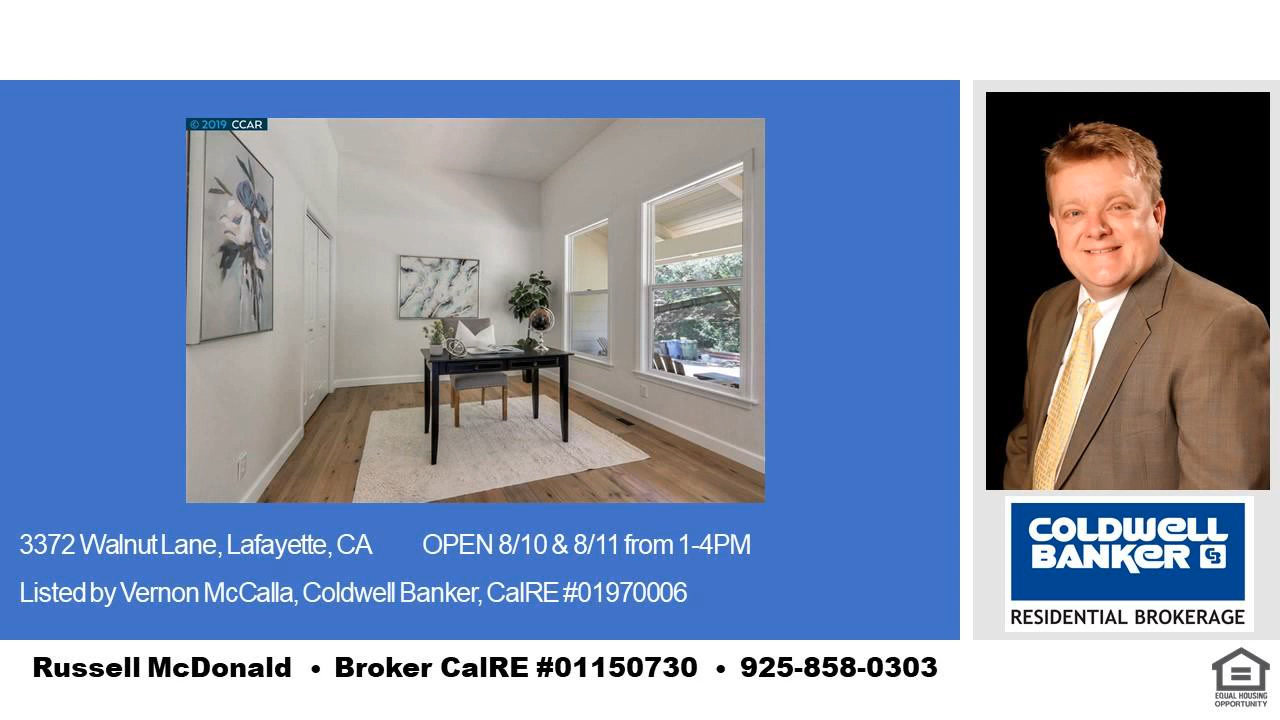 © 2019 CCAR
3372 Walnut Lane, Lafayette, CA OPEN 8/10 & 8/11 from 1-4PM
Listed by Vernon McCalla, Coldwell Banker, CalRE #01970006
COLDWELL
BANKER CB
RESIDENTIAL BROKERAGE
Russell McDonald • Broker CalRE #01150730 • 925-858-0303
EQUAL HOUSING
OPPORTUNITY